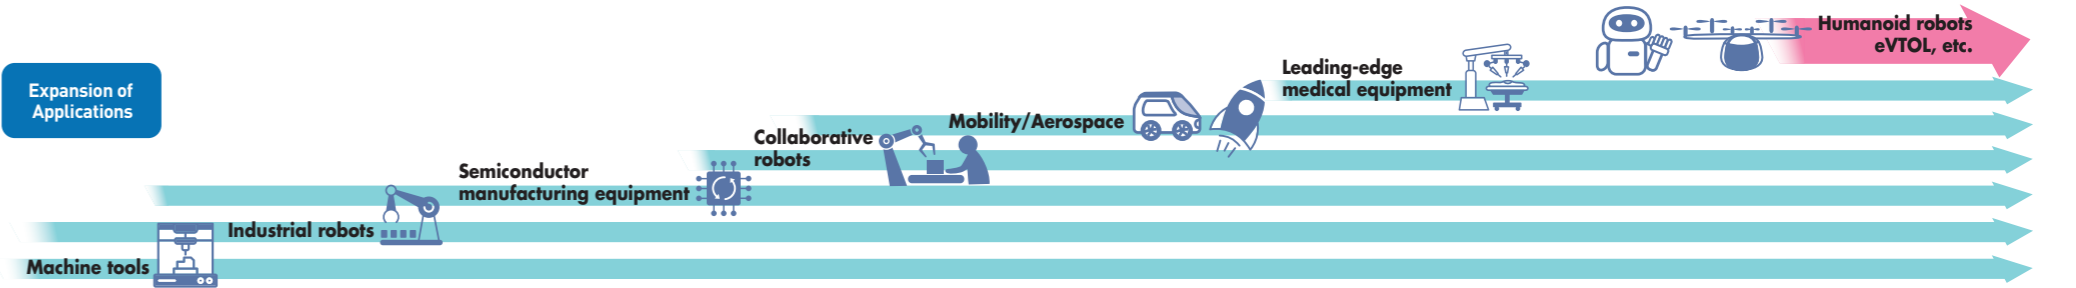 Expansion of
Applications
Humanoid robots
eVTOL, etc.
Leading-edge
medical equipment
Mobility/Aerospace
Collaborative
robots
Semiconductor
manufacturing equipment
Industrial robots
Machine tools